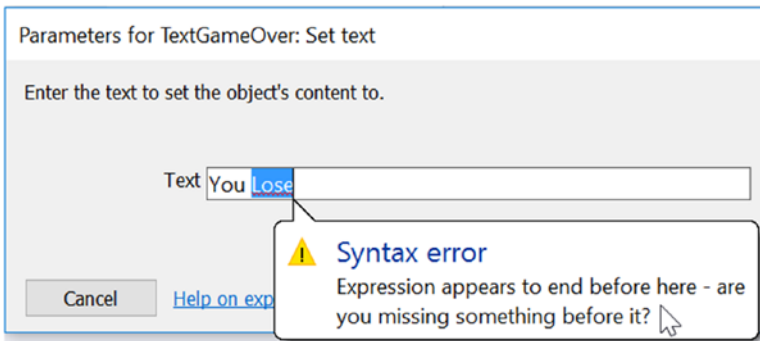 Parameters for TextGameOver: Set text
Enter the text to set the object's content to.
Text You Lose
Syntax error
Expression appears to end before here - are
you missing something before it?
Cancel Help on exp